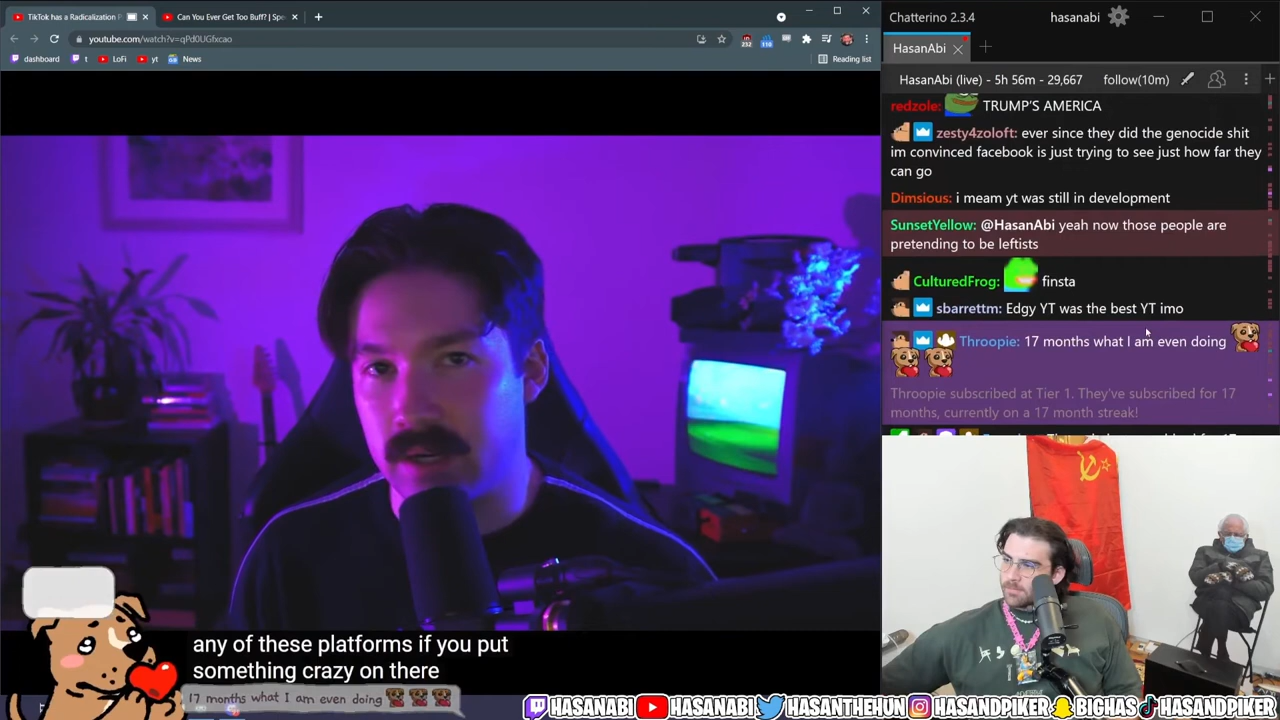 TikTok has a Radicalization P
Can You Ever Get Too Buff? | Spe
youtube.com/watch?v=qPd0UGfxcao
232
110
dashboard
t
LoFi
yt
News
Reading list
Chatterino 2.3.4
hasanabi
HasanAbi
HasanAbi (live) - 5h 56m - 29,667
follow(10m)
redzole: TRUMP'S AMERICA
zesty4zoloft: ever since they did the genocide shit
im convinced facebook is just trying to see just how far they
can go
Dimsious: i meam yt was still in development
SunsetYellow: @HasanAbi yeah now those people are
pretending to be leftists
CulturedFrog: finsta
sbarrettm: Edgy YT was the best YT imo
Throopie: 17 months what I am even doing
Throopie subscribed at Tier 1. They've subscribed for 17
months, currently on a 17 month streak!
any of these platforms if you put
something crazy on there
17 months what I am even doing
HASANABI
HASANABI
HASANTHEHUN
HASANDPIKER
BIGHAS
HASANDPIKER